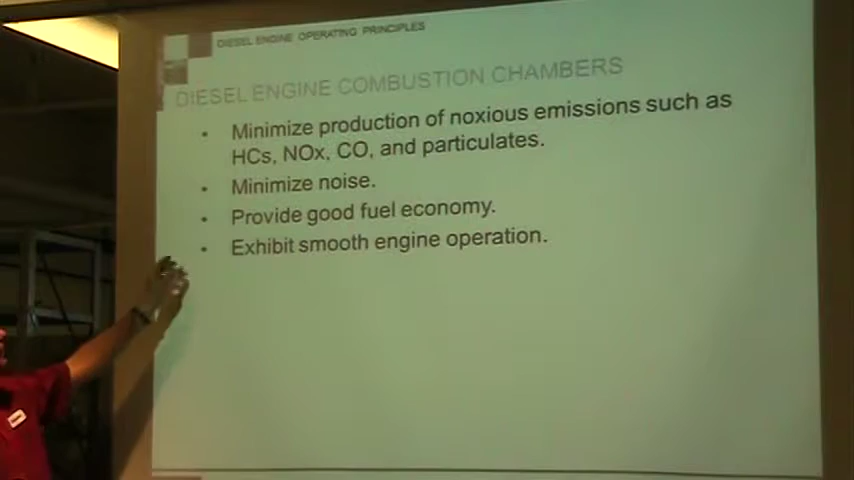 DIESEL ENGINE OPERATING PRINCIPLES
DIESEL ENGINE COMBUSTION CHAMBERS
• Minimize production of noxious emissions such as
HCs, NOx, CO, and particulates.
• Minimize noise.
• Provide good fuel economy.
• Exhibit smooth engine operation.